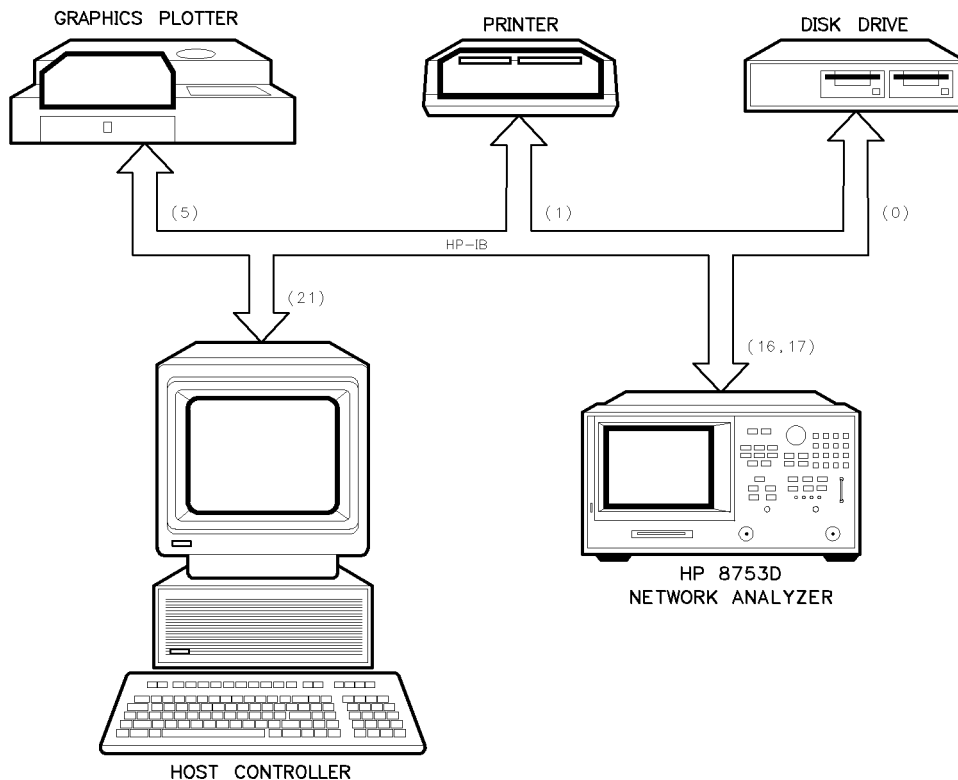 GRAPHICS PLOTTER
PRINTER
DISK DRIVE
(5)
(1)
(0)
HP-IB
(21)
(16,17)
HP 8753D
NETWORK ANALYZER
HOST CONTROLLER